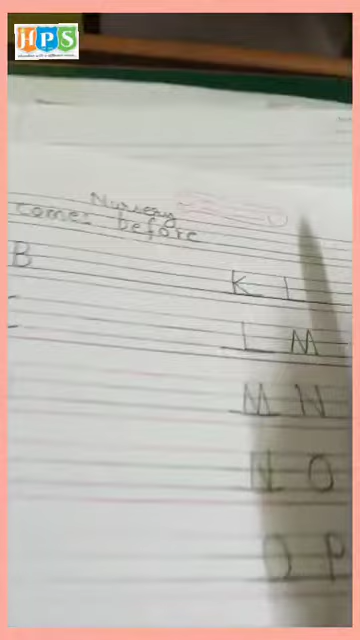 HPS
Nursery
comes before
B
K L
L M
M N
N O
O P